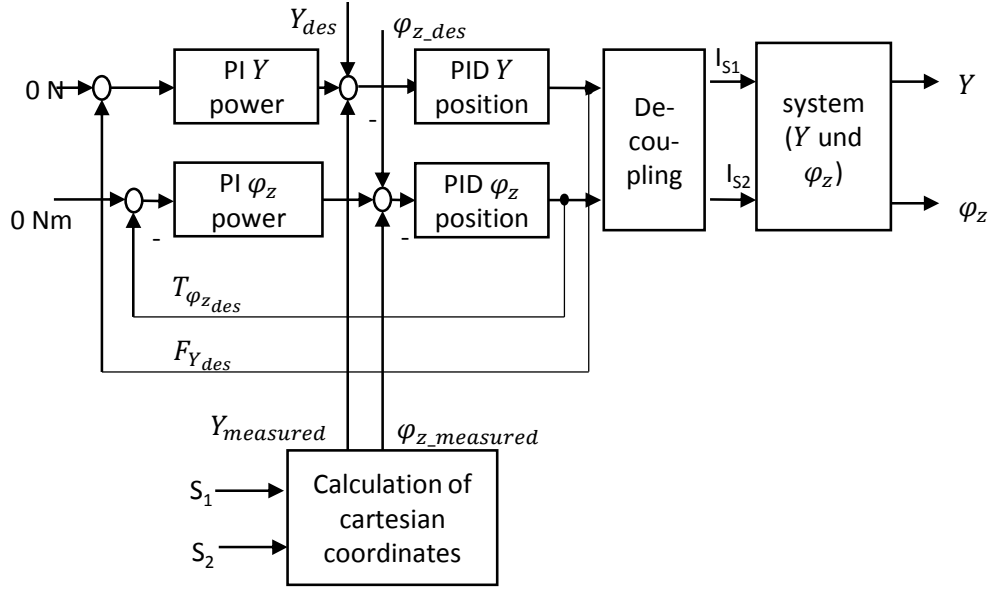 Y_des
φ_z_des
0 N
PI Y
power
PID Y
position
De-
cou-
pling
I_S1
system
(Y und
φ_z)
Y
-
0 Nm
PI φ_z
power
PID φ_z
position
I_S2
φ_z
-
-
T_φ_z_des
F_Y_des
Y_measured
φ_z_measured
S_1
S_2
Calculation of
cartesian
coordinates